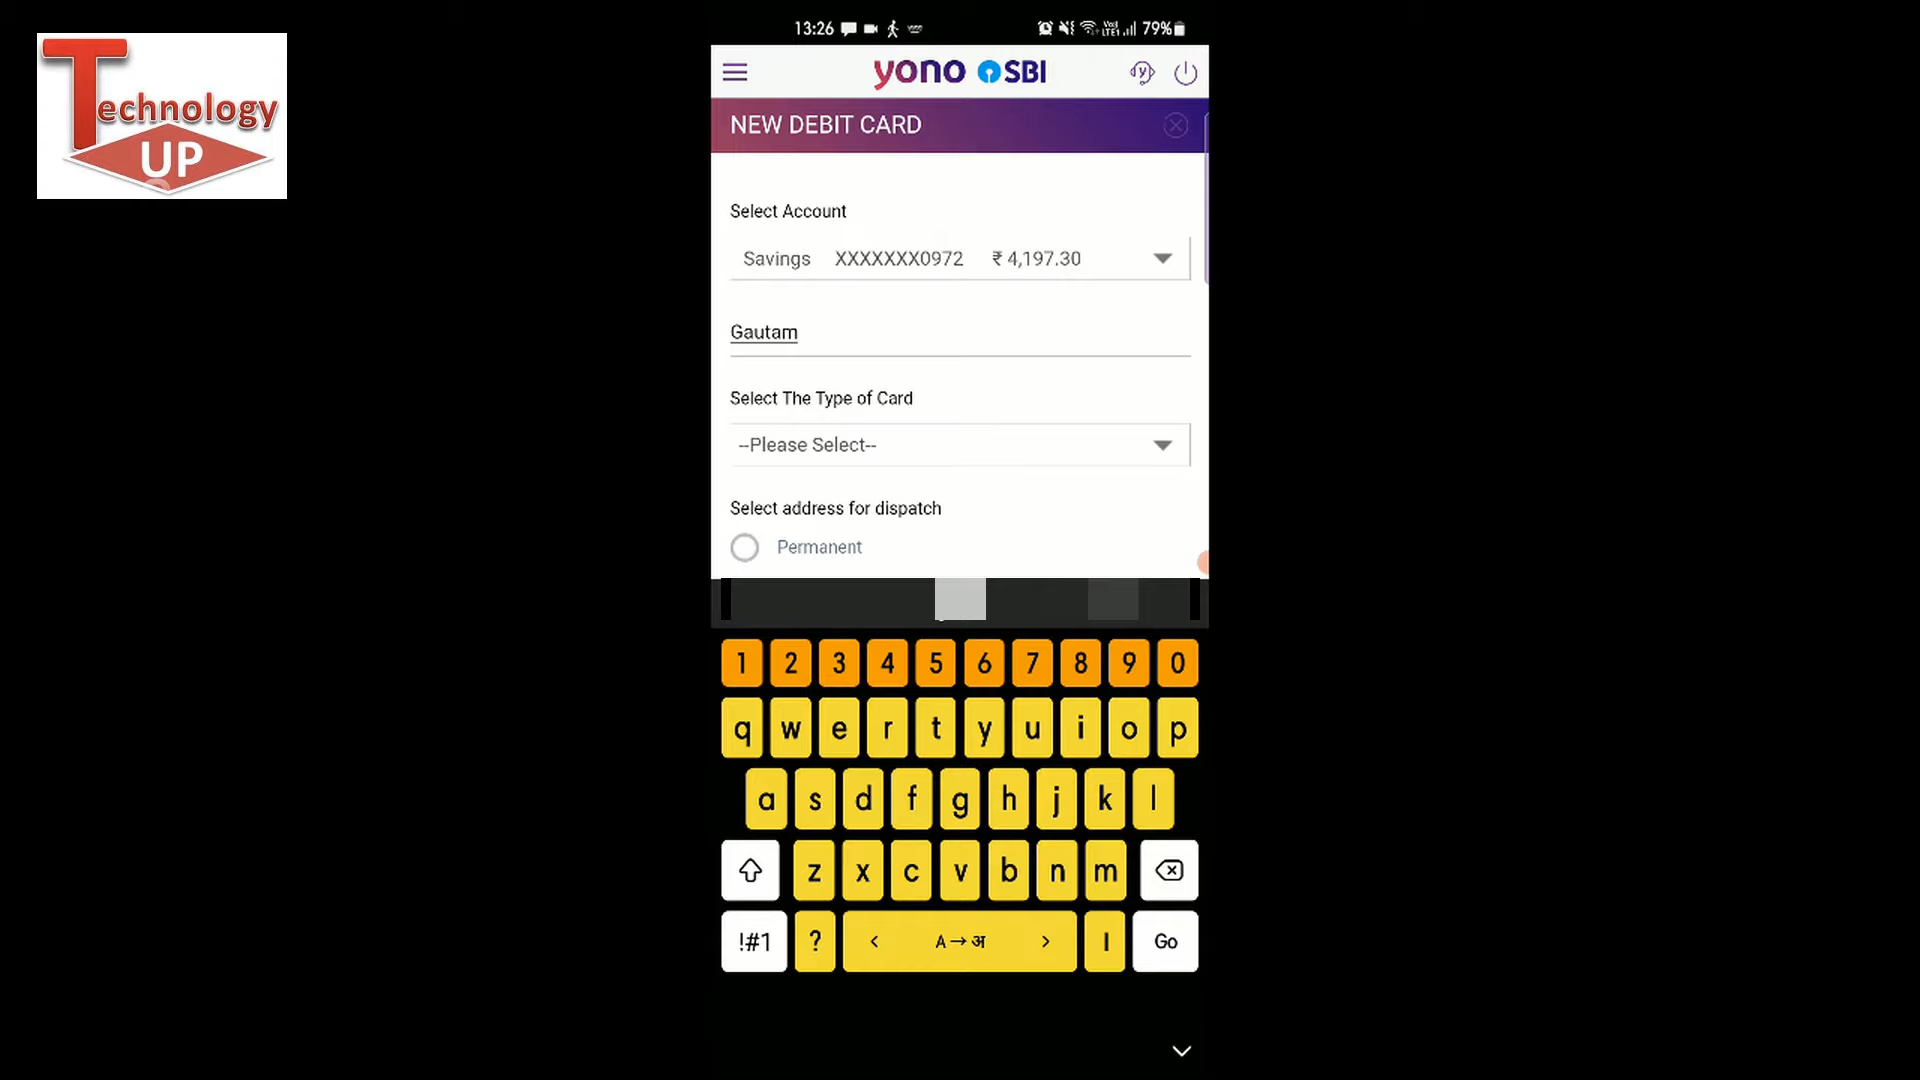 Technology
UP
13:26 79%
yono SBI
NEW DEBIT CARD
Select Account
Savings XXXXXXX0972 ₹ 4,197.30
Gautam
Select The Type of Card
--Please Select--
Select address for dispatch
Permanent
1 2 3 4 5 6 7 8 9 0
q w e r t y u i o p
a s d f g h j k l
z x c v b n m
!#1 ? < A→अ > Go